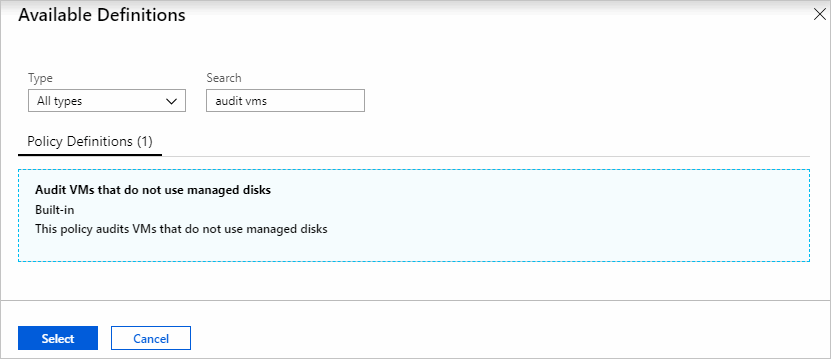 Available Definitions
Type
Search
All types
audit vms
Policy Definitions (1)
Audit VMs that do not use managed disks
Built-in
This policy audits VMs that do not use managed disks
Select
Cancel